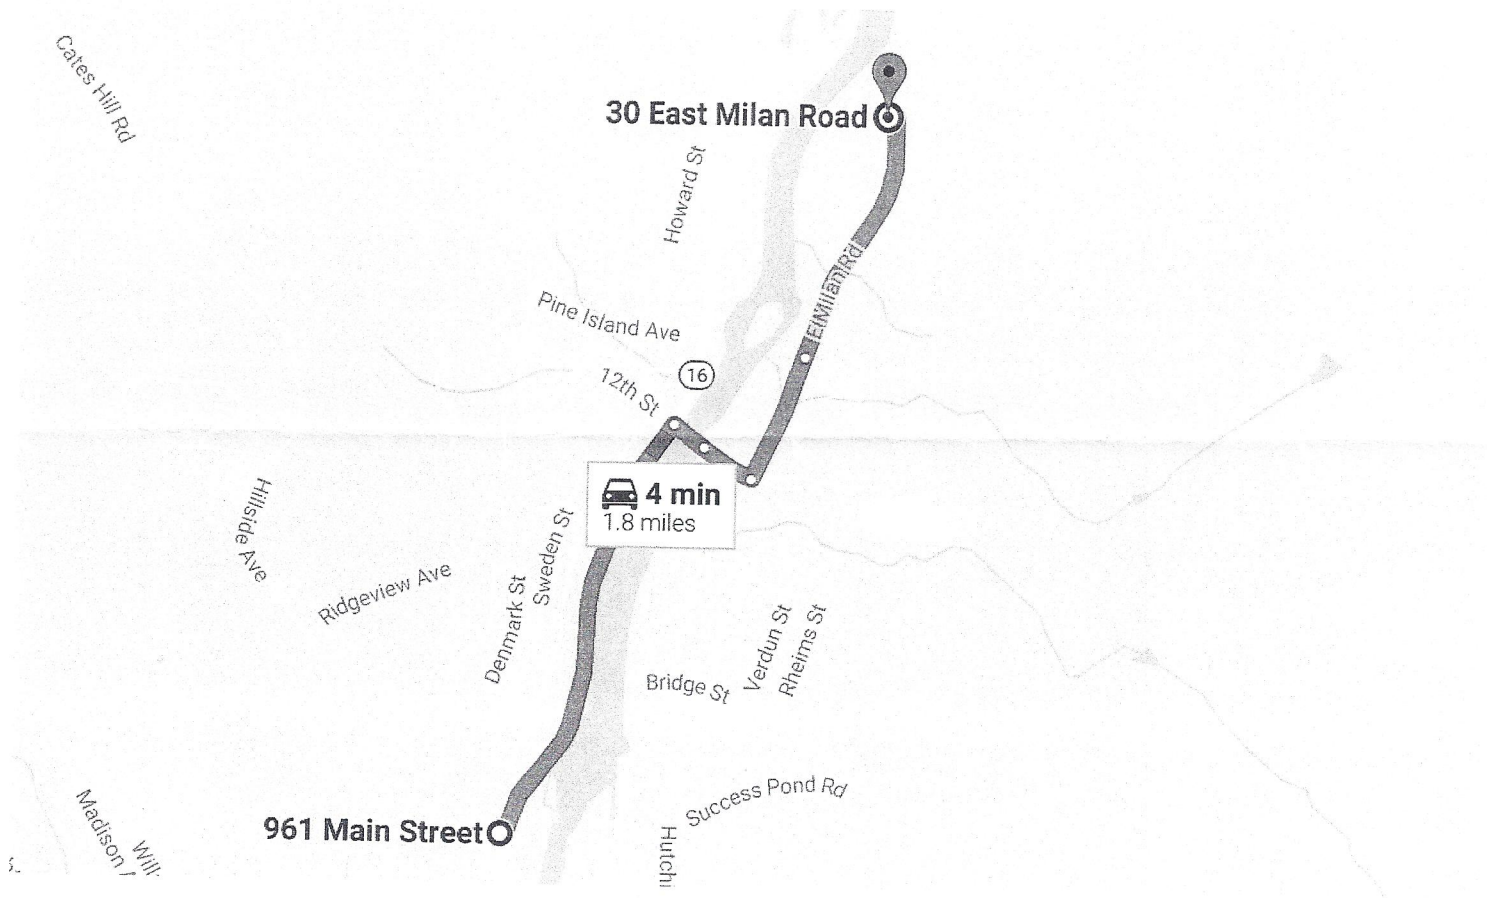 Cates Hill Rd
30 East Milan Road
Howard St
E Milan Rd
Pine Island Ave
16
12th St
4 min
1.8 miles
Hillside Ave
Sweden St
Ridgeview Ave
Denmark St
Verdun St
Rheims St
Bridge St
Success Pond Rd
Madison
961 Main Street
Will
Hutchi